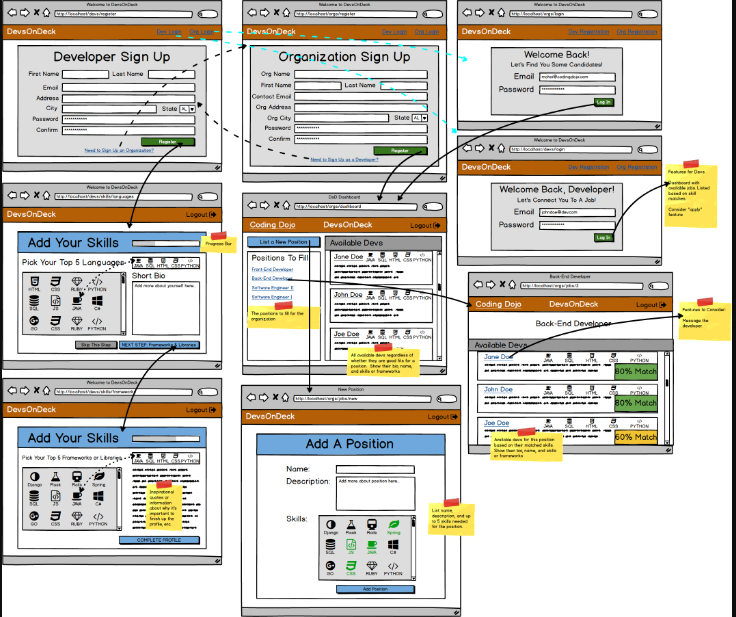 Welcome to DevsOnDeck
http://localhost/devs/register
DevsOnDeck
Dev Login
Org Login
Developer Sign Up
First Name
Last Name
Email
Address
City
State
AL
Password
Confirm
Register
Need to Sign Up an Organization?
Welcome to DevsOnDeck
http://localhost/orgs/register
DevsOnDeck
Dev Login
Org Login
Organization Sign Up
Org Name
First Name
Last Name
Contact Email
Org Address
Org City
State
AL
Password
Confirm
Register
Need to Sign Up as a Developer?
Welcome to DevsOnDeck
http://localhost/orgs/login
DevsOnDeck
Dev Registration
Org Registration
Welcome Back!
Let's Find You Some Candidates!
Email
Password
Log In
Welcome to DevsOnDeck
http://localhost/devs/login
DevsOnDeck
Dev Registration
Org Registration
Welcome Back, Developer!
Let's Connect You To A Job!
Email
johndoe@dev.com
Password
Log In
Features for Devs:
Dashboard with available jobs. Listed based on skill matches
Consider "apply" feature
Welcome to DevsOnDeck
http://localhost/devs/skills/languages
DevsOnDeck
Logout
Add Your Skills
Progress Bar
Pick Your Top 5 Languages
JAVA SQL HTML CSS PYTHON
HTML CSS RUBY PYTHON
SQL JS JAVA C#
GO CSS RUBY PYTHON
Short Bio
Add more about yourself here...
Skip This Step
NEXT STEP: Frameworks & Libraries
DoD Dashboard
http://localhost/orgs/dashboard
Coding Dojo
DevsOnDeck
Logout
List a New Position
Positions To Fill
Front-End Developer
Back-End Developer
Software Engineer II
Software Engineer I
The positions to fill for the organization
Available Devs
Jane Doe
JAVA SQL HTML CSS PYTHON
John Doe
JAVA SQL HTML CSS PYTHON
Joe Doe
JAVA SQL HTML CSS PYTHON
All available devs regardless of whether they are good fits for a position. Show their bio, name, and skills or frameworks
Back-End Developer
http://localhost/orgs/jobs/2
Coding Dojo
DevsOnDeck
Logout
Back-End Developer
Available Devs
Jane Doe
JAVA SQL HTML CSS PYTHON
80% Match
John Doe
JAVA SQL HTML CSS PYTHON
80% Match
Joe Doe
JAVA SQL HTML CSS PYTHON
60% Match
Features to Consider:
Message the developer
Available devs for this position based on their matched skills. Show their bio, name, and skills or frameworks
Welcome to DevsOnDeck
http://localhost/devs/skills/frameworks
DevsOnDeck
Logout
Add Your Skills
Pick Your Top 5 Frameworks or Libraries
JAVA SQL HTML CSS PYTHON
Django Flask Rails Spring
SQL JS JAVA C#
GO CSS RUBY PYTHON
Inspirational quotes or information about why it's important to finish up the profile, etc.
COMPLETE PROFILE
New Position
http://localhost/orgs/jobs/new
DevsOnDeck
Logout
Add A Position
Name:
Description:
Add more about position here...
Skills:
Django Flask Rails Spring
SQL JS JAVA C#
GO CSS RUBY PYTHON
Add Position
List name, description, and up to 5 skills needed for the position